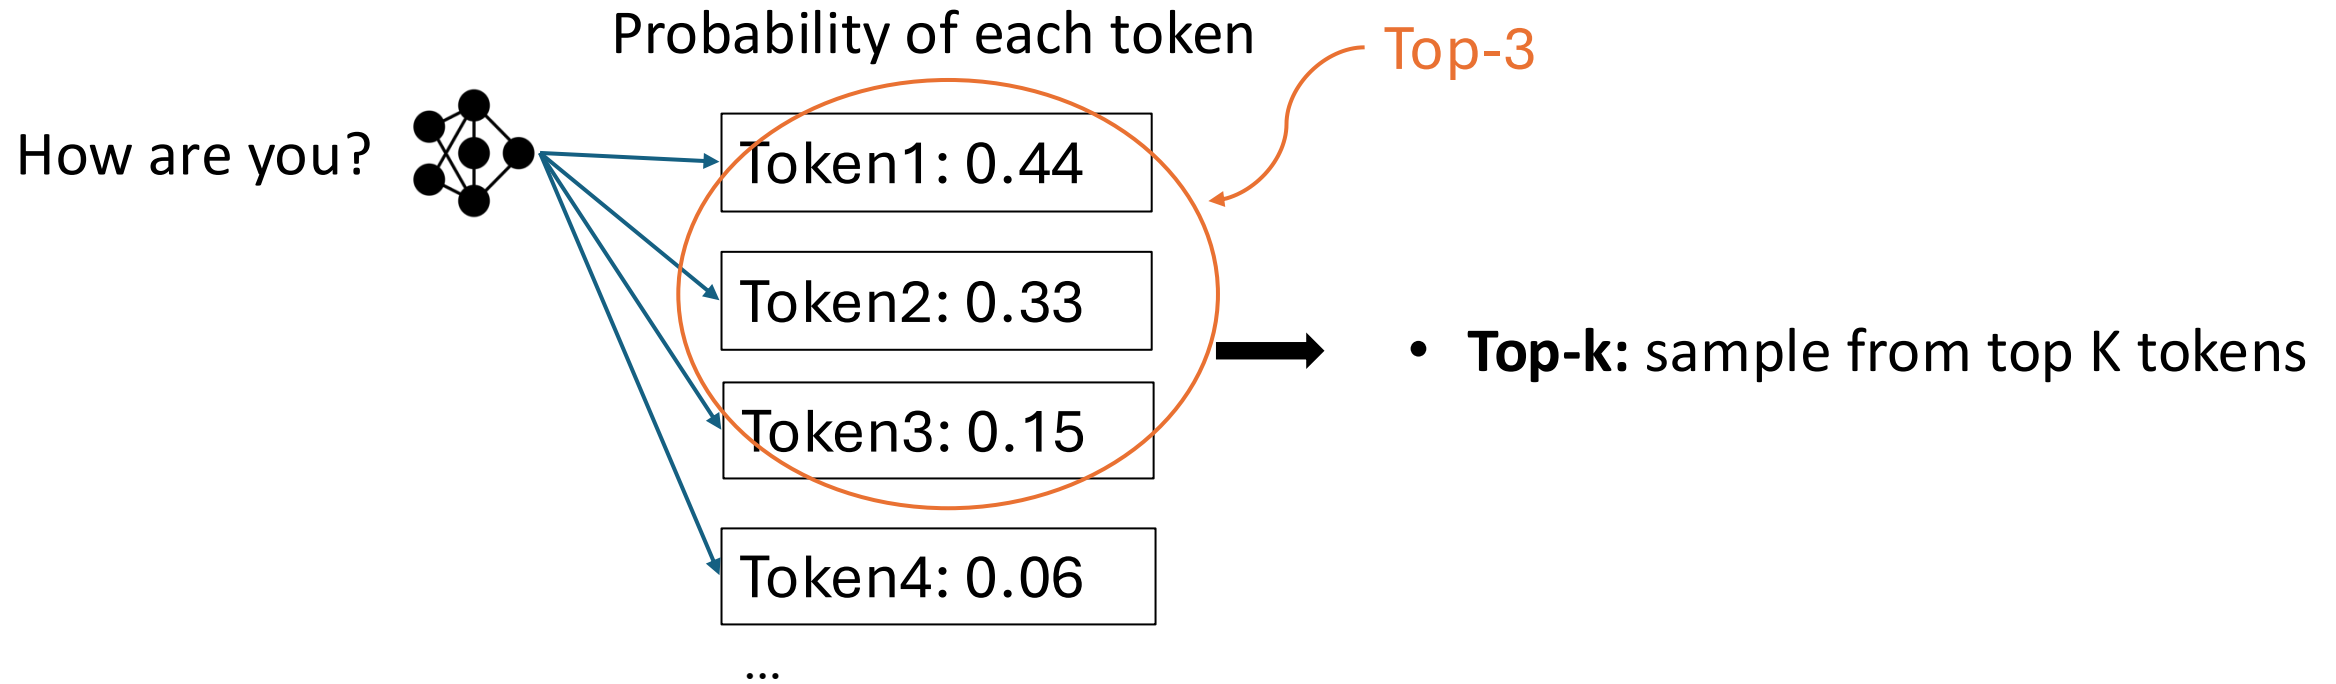 Probability of each token
Top-3
How are you?
Token1: 0.44
Token2: 0.33
Token3: 0.15
Token4: 0.06
...
• Top-k: sample from top K tokens